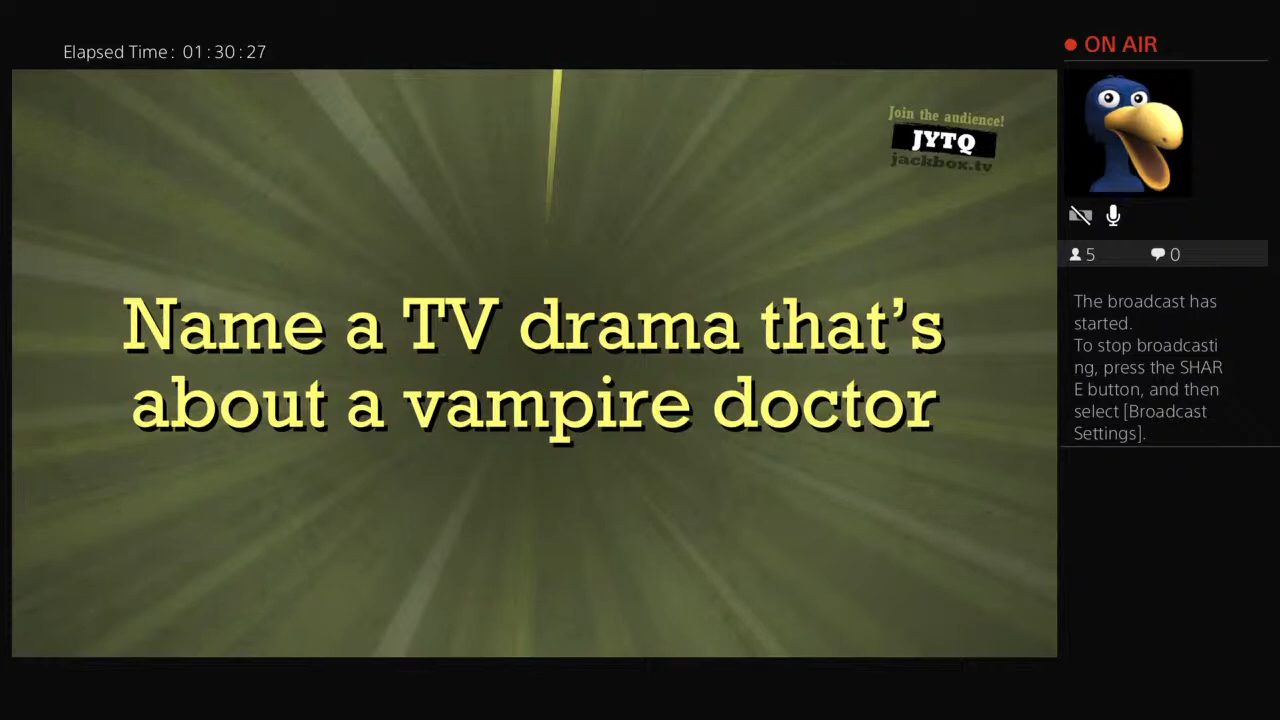 Elapsed Time: 01:30:27
ON AIR
Join the audience!
JYTQ
jackbox.tv
Name a TV drama that's
about a vampire doctor
5 0
The broadcast has
started.
To stop broadcasti
ng, press the SHAR
E button, and then
select [Broadcast
Settings].